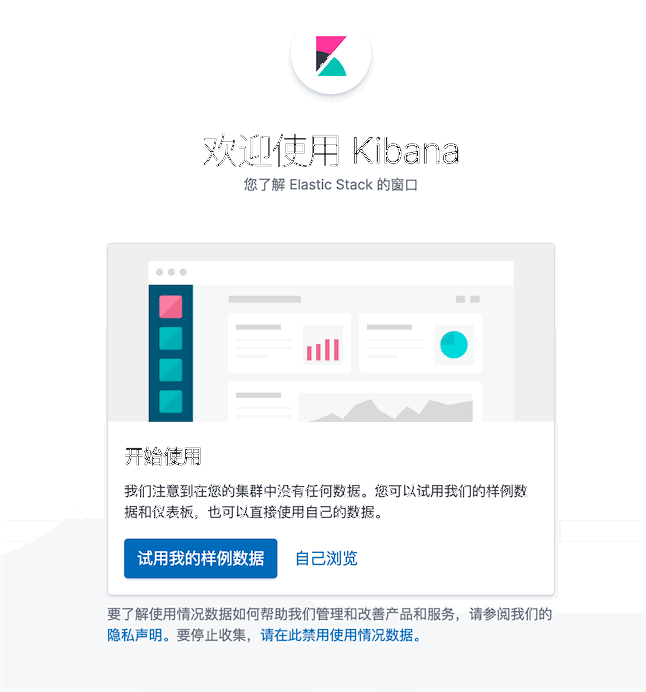 欢迎使用 Kibana
您了解 Elastic Stack 的窗口
开始使用
我们注意到在您的集群中没有任何数据。您可以试用我们的样例数
据和仪表板，也可以直接使用自己的数据。
试用我的样例数据 自己浏览
要了解使用情况数据如何帮助我们管理和改善产品和服务，请参阅我们的
隐私声明。要停止收集，请在此禁用使用情况数据。